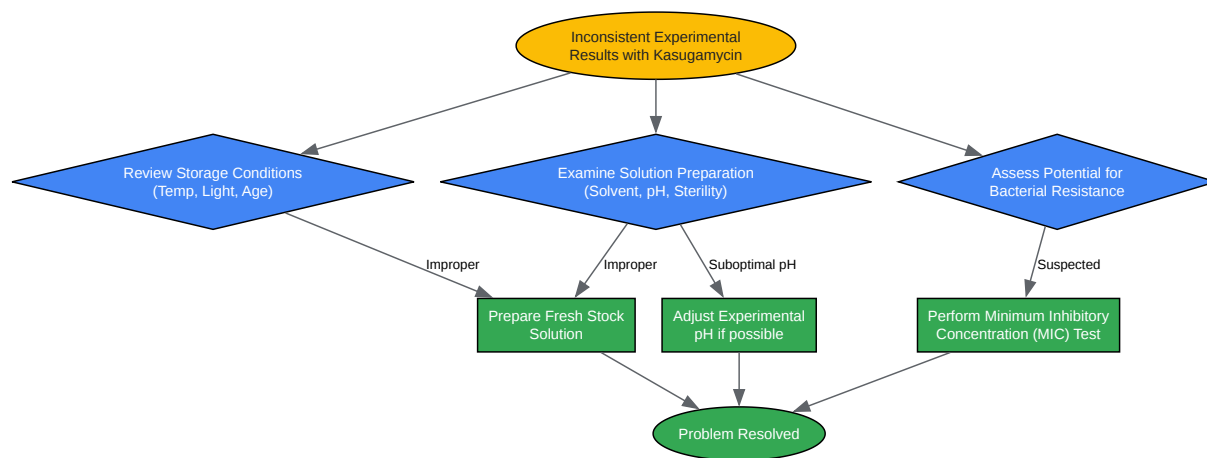 Inconsistent Experimental
Results with Kasugamycin
Review Storage Conditions
(Temp, Light, Age)
Examine Solution Preparation
(Solvent, pH, Sterility)
Assess Potential for
Bacterial Resistance
Improper
Improper
Suboptimal pH
Suspected
Prepare Fresh Stock
Solution
Adjust Experimental
pH if possible
Perform Minimum Inhibitory
Concentration (MIC) Test
Problem Resolved